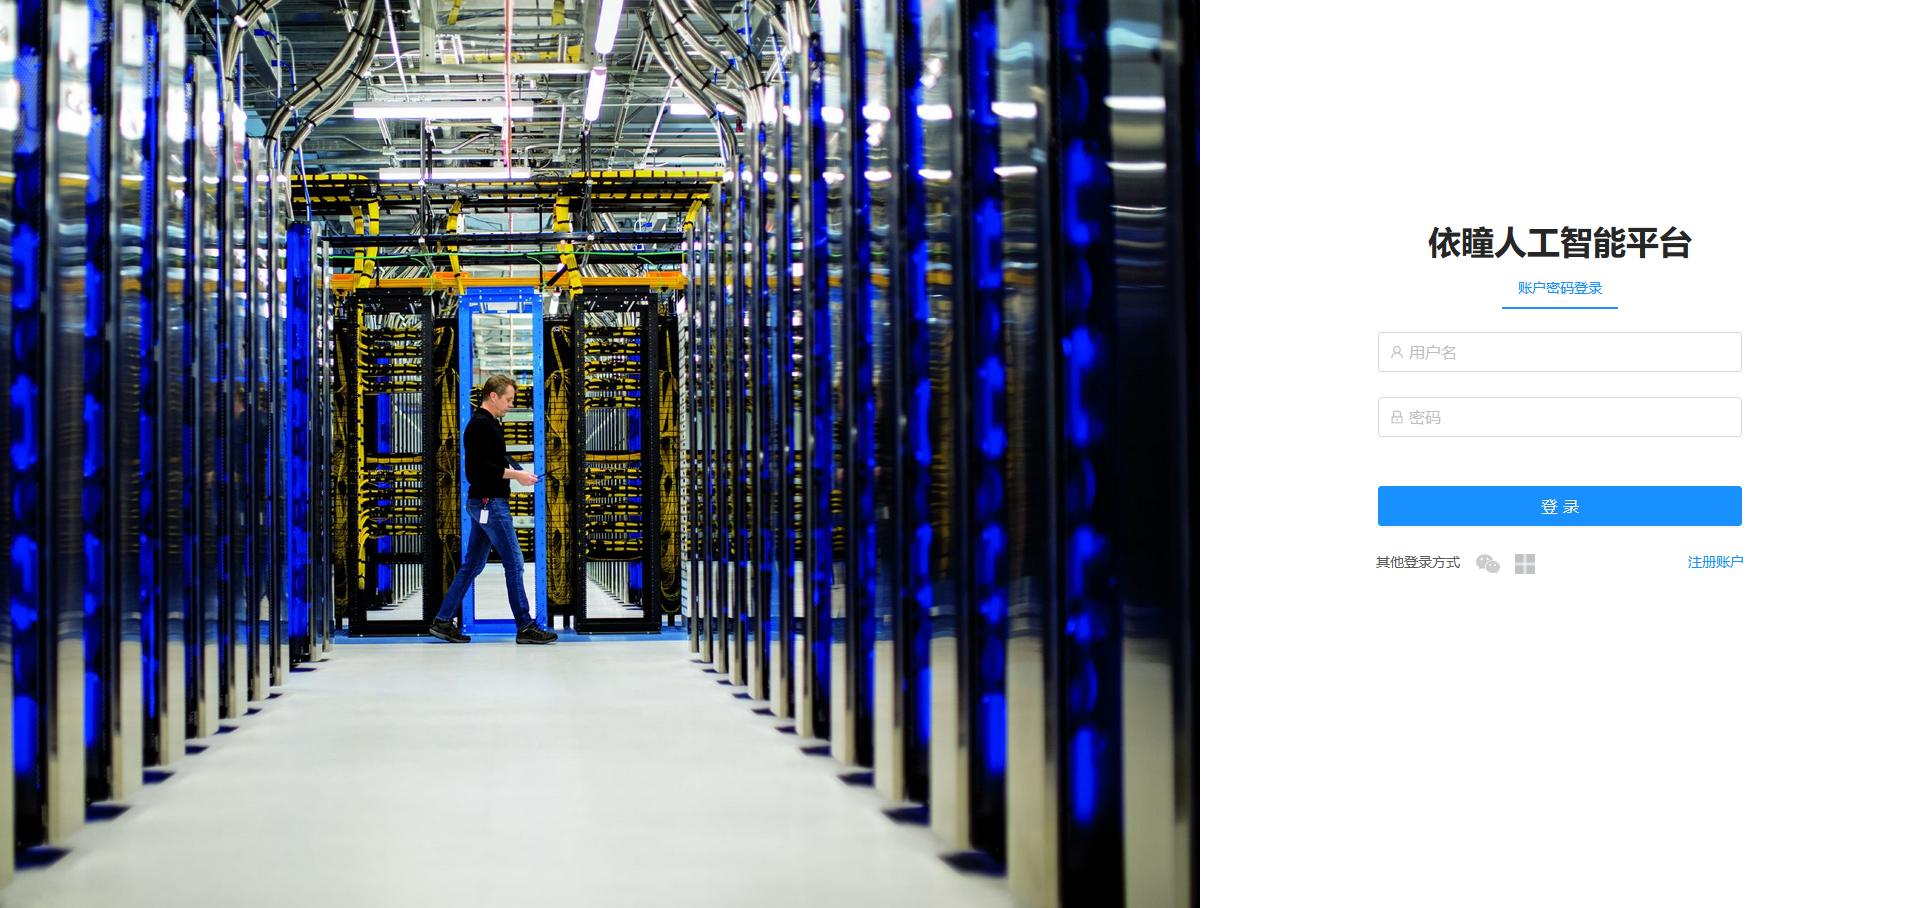 依瞳人工智能平台
账户密码登录
用户名
密码
登 录
其他登录方式
注册账户